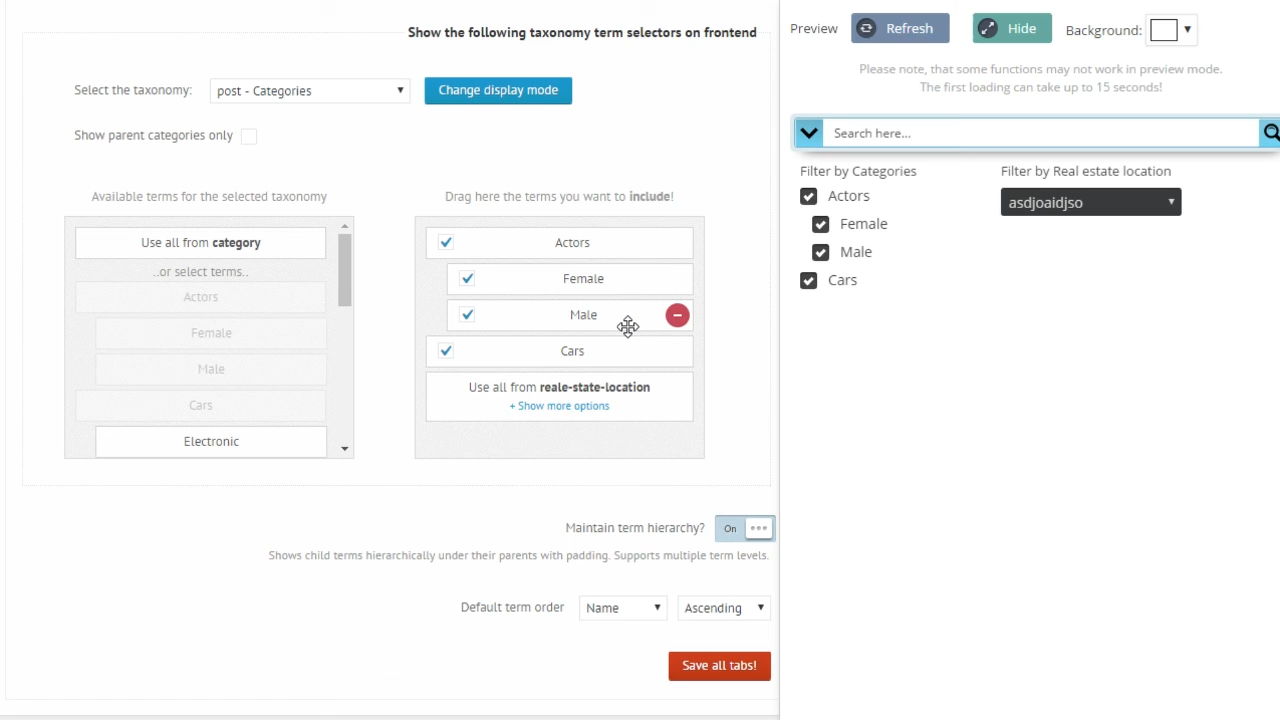 Show the following taxonomy term selectors on frontend
Select the taxonomy:
post - Categories
Change display mode
Show parent categories only
Available terms for the selected taxonomy
Use all from category
..or select terms..
Actors
Female
Male
Cars
Electronic
Drag here the terms you want to include!
Actors
Female
Male
Cars
Use all from reale-state-location
+ Show more options
Maintain term hierarchy?
On
Shows child terms hierarchically under their parents with padding. Supports multiple term levels.
Default term order
Name
Ascending
Save all tabs!
Preview
Refresh
Hide
Background:
Please note, that some functions may not work in preview mode.
The first loading can take up to 15 seconds!
Search here...
Filter by Categories
Actors
Female
Male
Cars
Filter by Real estate location
asdjoaidjso